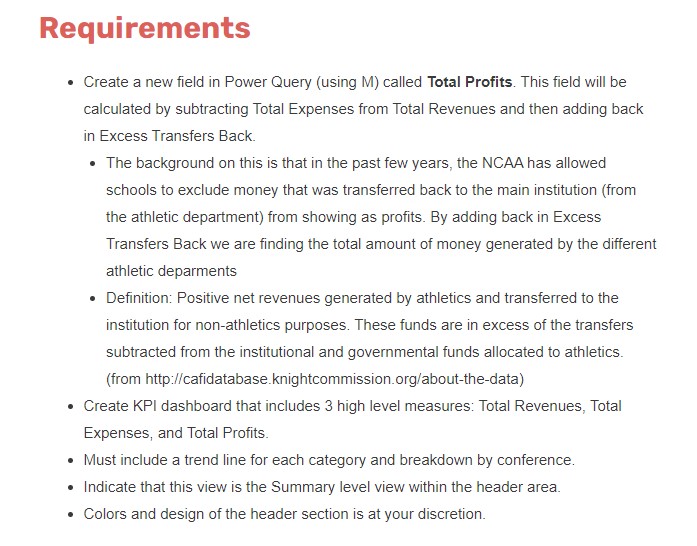 Requirements
• Create a new field in Power Query (using M) called Total Profits. This field will be
calculated by subtracting Total Expenses from Total Revenues and then adding back
in Excess Transfers Back.
• The background on this is that in the past few years, the NCAA has allowed
schools to exclude money that was transferred back to the main institution (from
the athletic department) from showing as profits. By adding back in Excess
Transfers Back we are finding the total amount of money generated by the different
athletic deparments
• Definition: Positive net revenues generated by athletics and transferred to the
institution for non-athletics purposes. These funds are in excess of the transfers
subtracted from the institutional and governmental funds allocated to athletics.
(from http://cafidatabase.knightcommission.org/about-the-data)
• Create KPI dashboard that includes 3 high level measures: Total Revenues, Total
Expenses, and Total Profits.
• Must include a trend line for each category and breakdown by conference.
• Indicate that this view is the Summary level view within the header area.
• Colors and design of the header section is at your discretion.